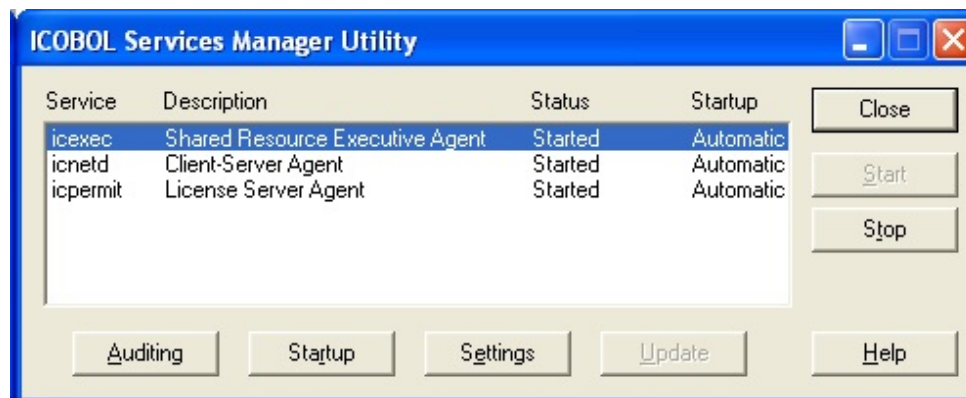 ICOBOL Services Manager Utility
Service Description Status Startup
icexec Shared Resource Executive Agent Started Automatic
icnetd Client-Server Agent Started Automatic
icpermit License Server Agent Started Automatic
Close
Start
Stop
Auditing Startup Settings Update Help